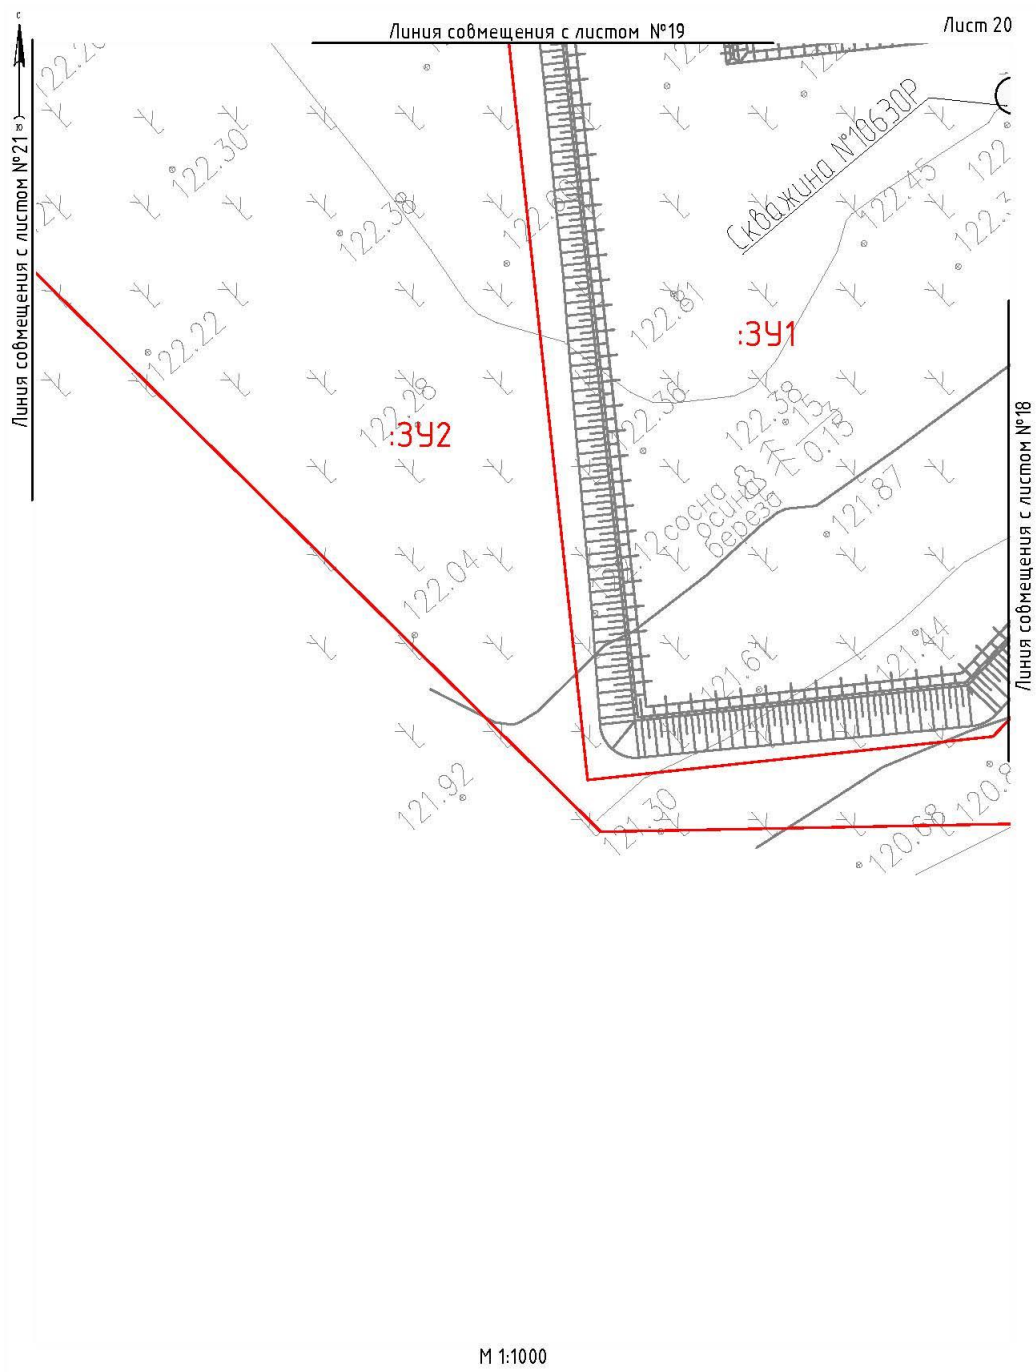 Лист 20
Линия совмещения с листом №19
Линия совмещения с листом №21
Линия совмещения с листом №18
с
ю
Скважина №10630Р
122.30
122.38
122.45
122.22
122.81
:ЗУ1
122.28
:ЗУ2
122.36
122.38
15
0.15
121.87
сосна
осина
береза
122.04
121.61
121.44
121.92
121.30
120.68
М 1:1000